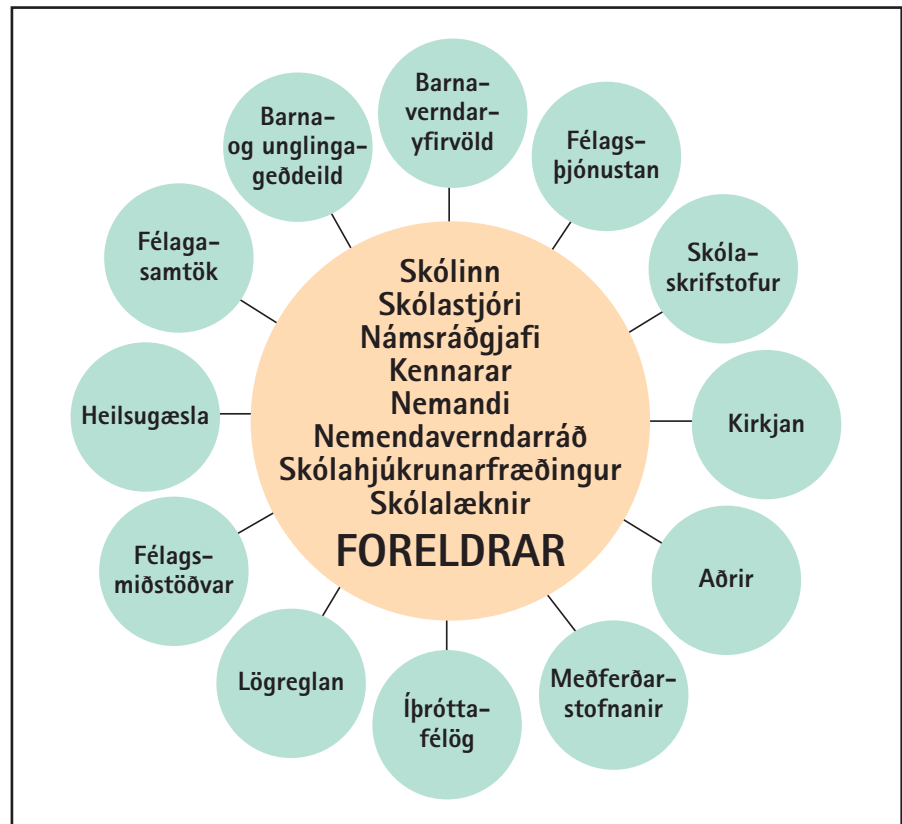 Barna-
verndar-
yfirvöld
Félags-
þjónustan
Skóla-
skrifstofur
Kirkjan
Aðrir
Meðferðar-
stofnanir
Íþrótta-
félög
Lögreglan
Félags-
miðstöðvar
Heilsugæsla
Félaga-
samtök
Barna-
og unglinga-
geðdeild
Skólinn
Skólastjóri
Námsráðgjafi
Kennarar
Nemandi
Nemendaverndarráð
Skólahjúkrunarfræðingur
Skólalæknir
FORELDRAR